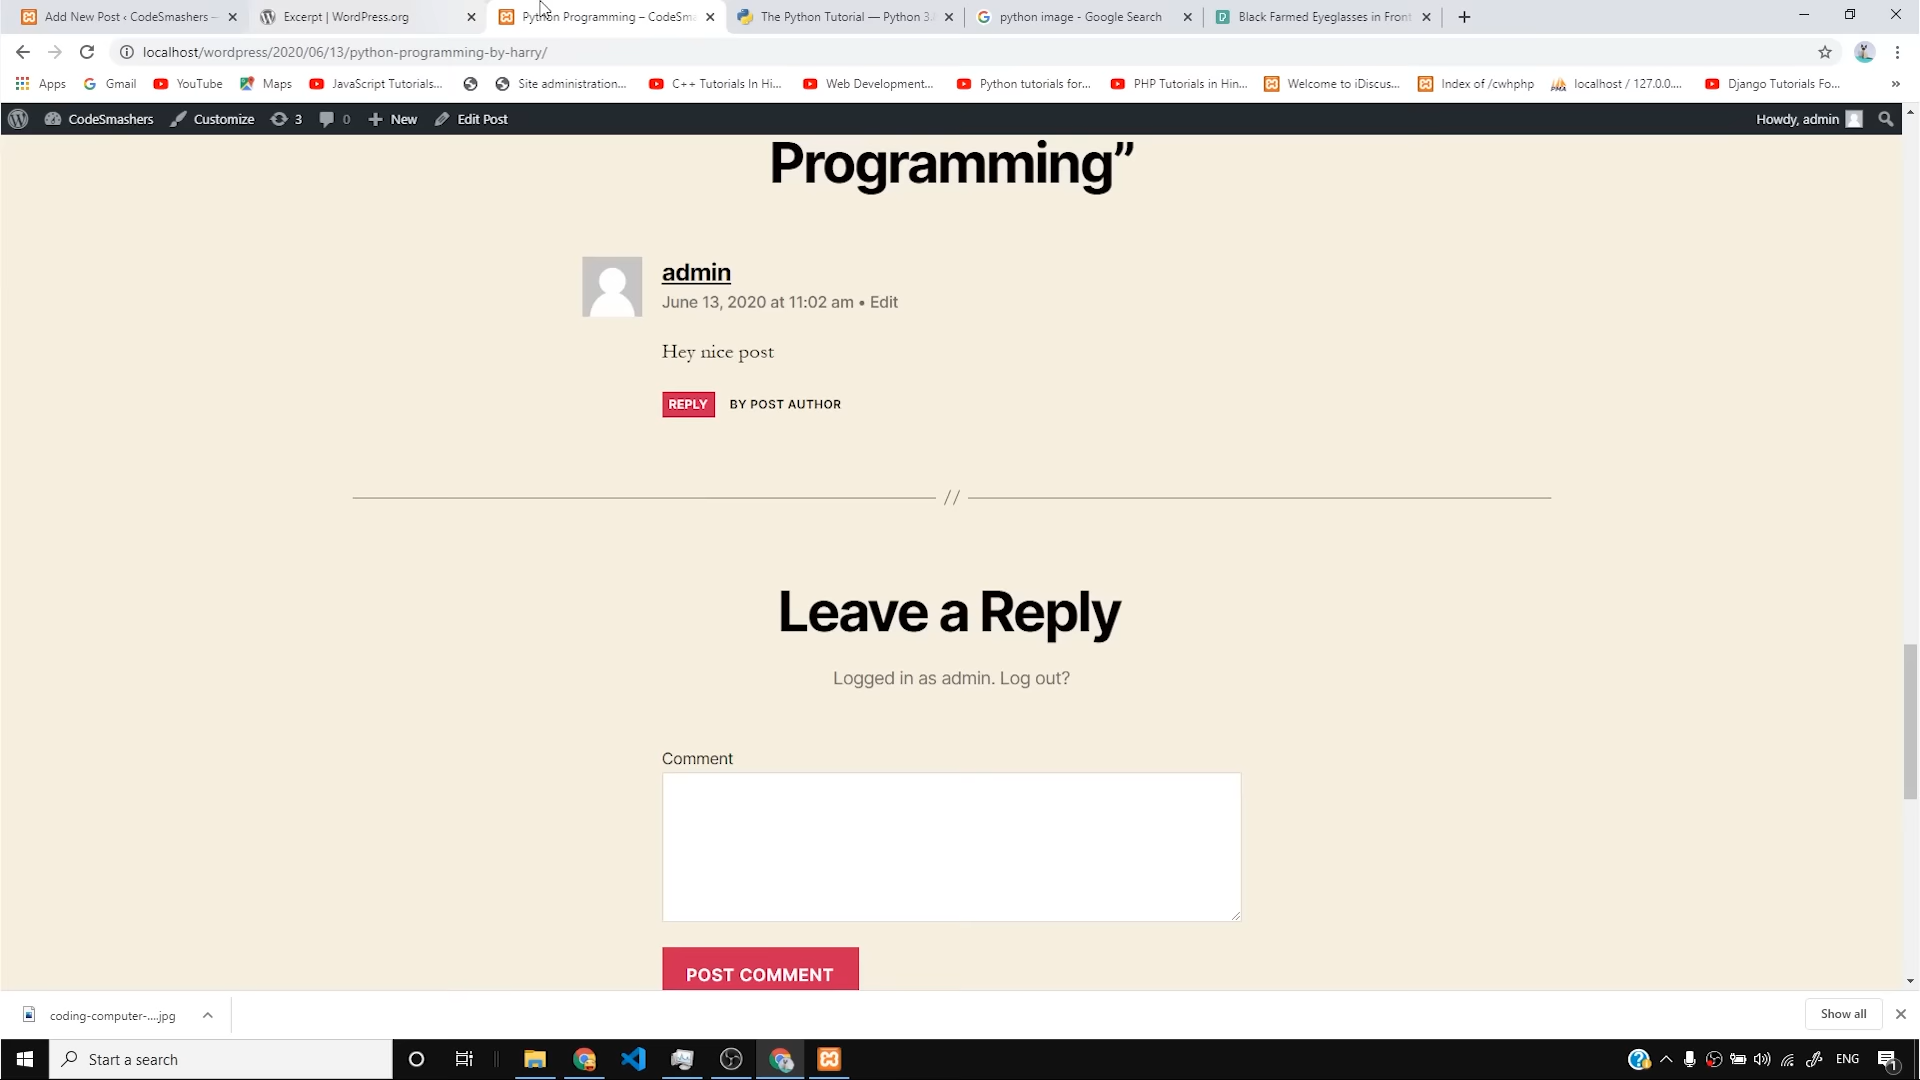 Add New Post ‹ CodeSmashers —
Excerpt | WordPress.org
Python Programming – CodeSma
The Python Tutorial — Python 3.
python image - Google Search
Black Farmed Eyeglasses in Front
localhost/wordpress/2020/06/13/python-programming-by-harry/
Apps
Gmail
YouTube
Maps
JavaScript Tutorials...
Site administration...
C++ Tutorials In Hi...
Web Development...
Python tutorials for...
PHP Tutorials in Hin...
Welcome to iDiscus...
Index of /cwhphp
localhost / 127.0.0....
Django Tutorials Fo...
»
CodeSmashers
Customize
3
0
New
Edit Post
Howdy, admin
Programming”
admin
June 13, 2020 at 11:02 am • Edit
Hey nice post
REPLY BY POST AUTHOR
//
Leave a Reply
Logged in as admin. Log out?
Comment
POST COMMENT
coding-computer-....jpg
Show all
Start a search
ENG
1